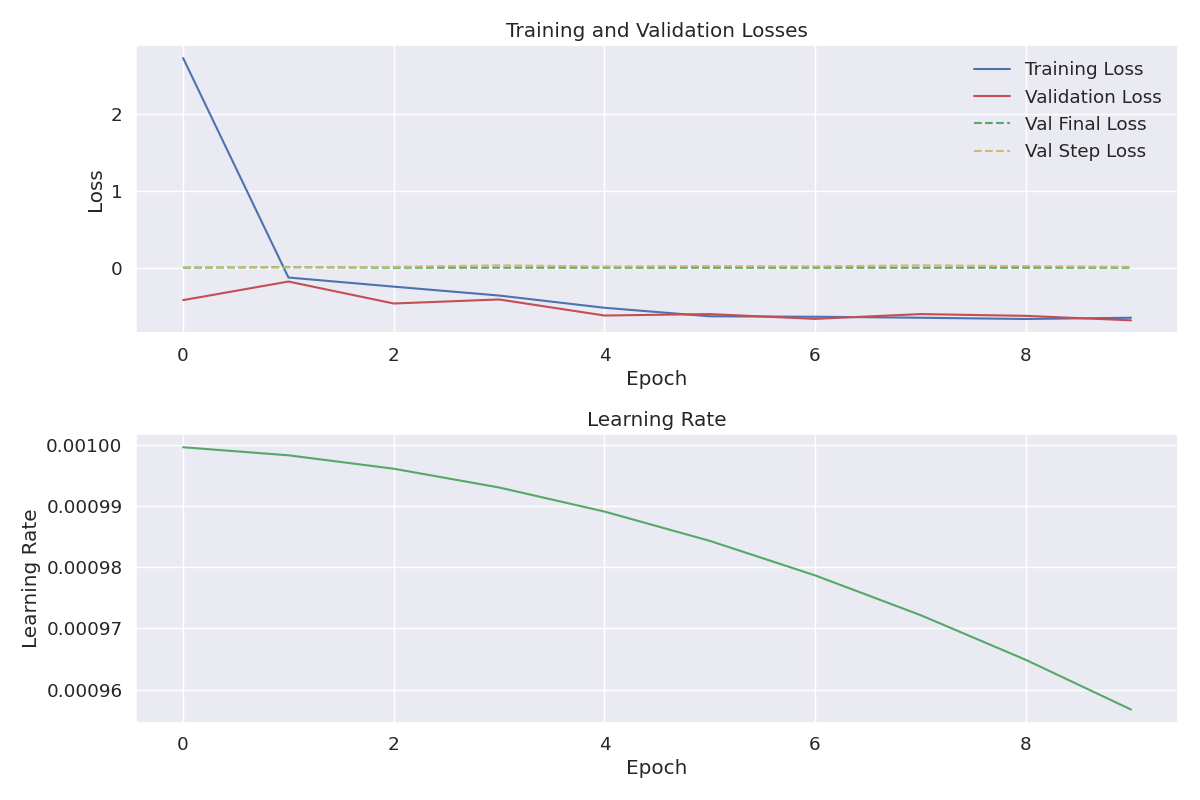 Training and Validation Losses
Training Loss
Validation Loss
Val Final Loss
Val Step Loss
Loss
2
1
0
0 2 4 6 8
Epoch
Learning Rate
Learning Rate
0.00100
0.00099
0.00098
0.00097
0.00096
0 2 4 6 8
Epoch